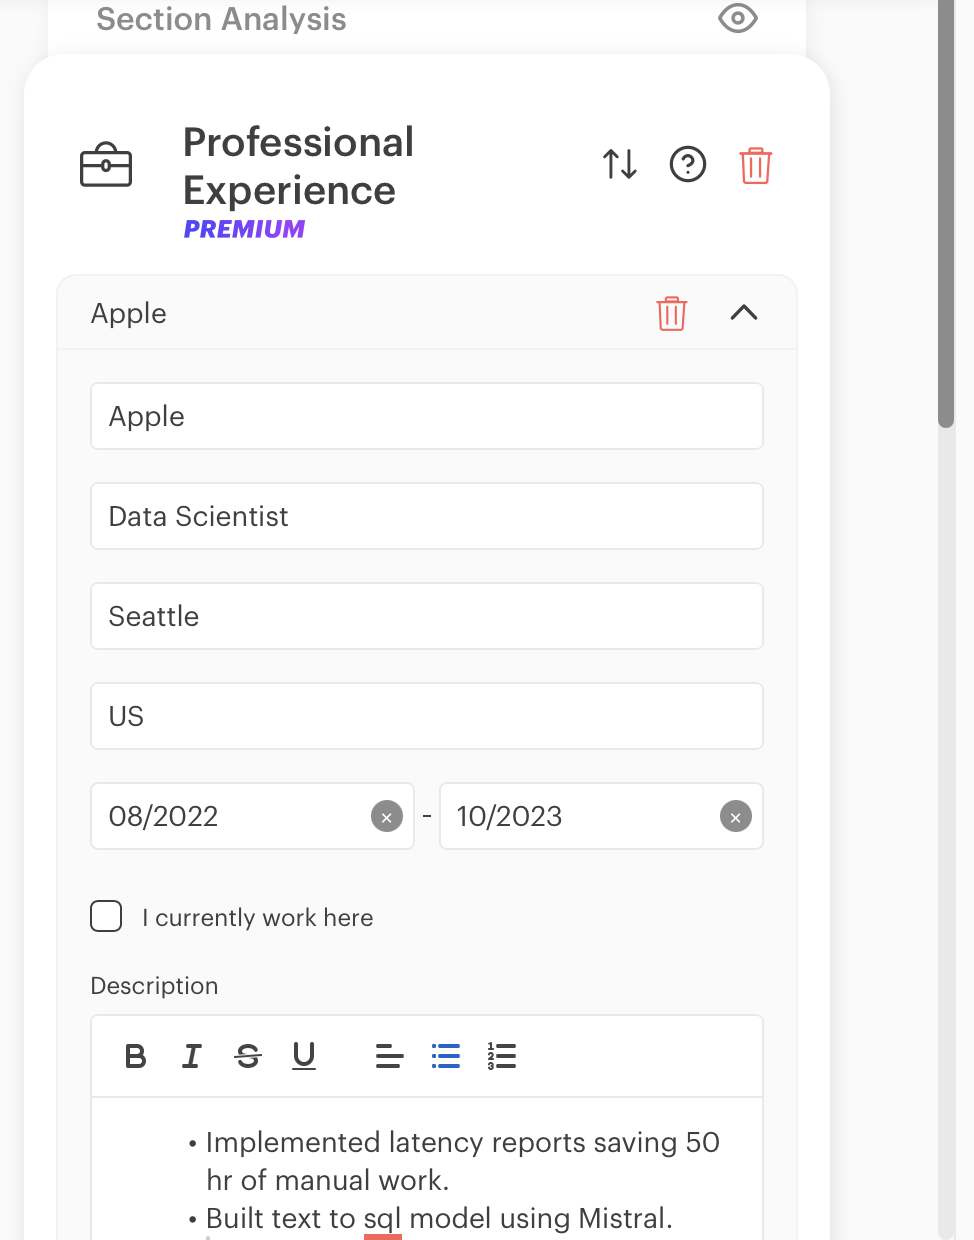 Section Analysis
Professional
Experience
PREMIUM
Apple
Apple
Data Scientist
Seattle
US
08/2022 - 10/2023
I currently work here
Description
B I S U
• Implemented latency reports saving 50
hr of manual work.
• Built text to sql model using Mistral.